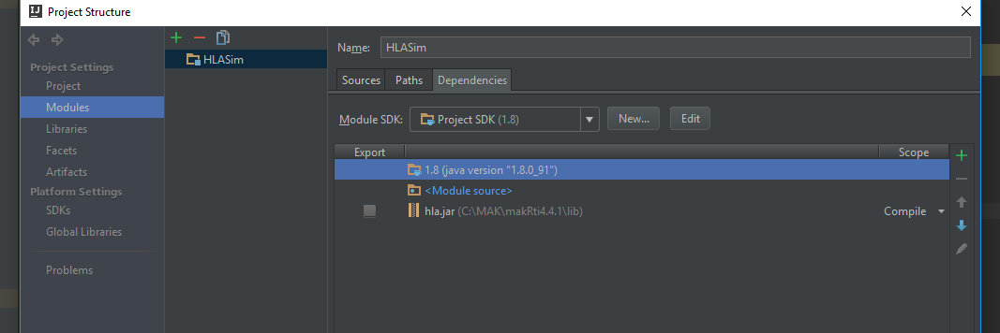 IJ Project Structure
Name: HLASim
HLASim
Project Settings
Project
Modules
Libraries
Facets
Artifacts
Platform Settings
SDKs
Global Libraries
Problems
Sources Paths Dependencies
Module SDK: Project SDK (1.8) New... Edit
Export Scope
1.8 (java version "1.8.0_91")
<Module source>
hla.jar (C:\MAK\makRti4.4.1\lib) Compile